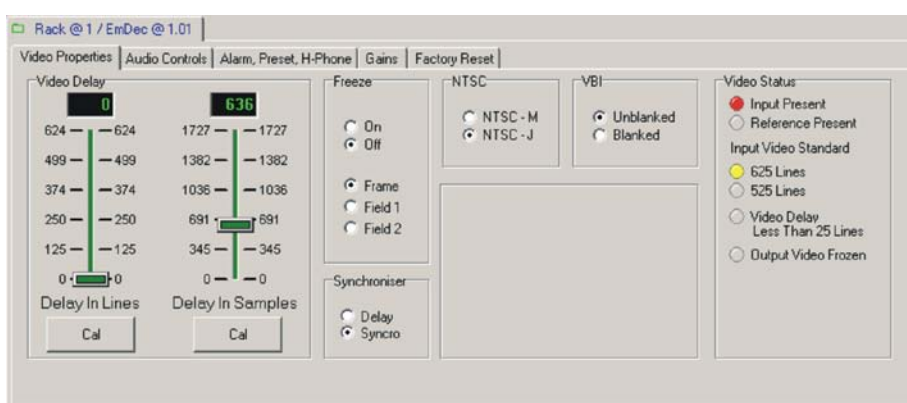 Rack @ 1 / EmDec @ 1.01
Video Properties Audio Controls Alarm, Preset, H-Phone Gains Factory Reset
Video Delay
0 636
624 624 1727 1727
499 499 1382 1382
374 374 1036 1036
250 250 691 691
125 125 345 345
0 0 0 0
Delay In Lines Delay In Samples
Cal Cal
Freeze
On
Off
Frame
Field 1
Field 2
Synchroniser
Delay
Syncro
NTSC
NTSC - M
NTSC - J
VBI
Unblanked
Blanked
Video Status
Input Present
Reference Present
Input Video Standard
625 Lines
525 Lines
Video Delay
Less Than 25 Lines
Output Video Frozen